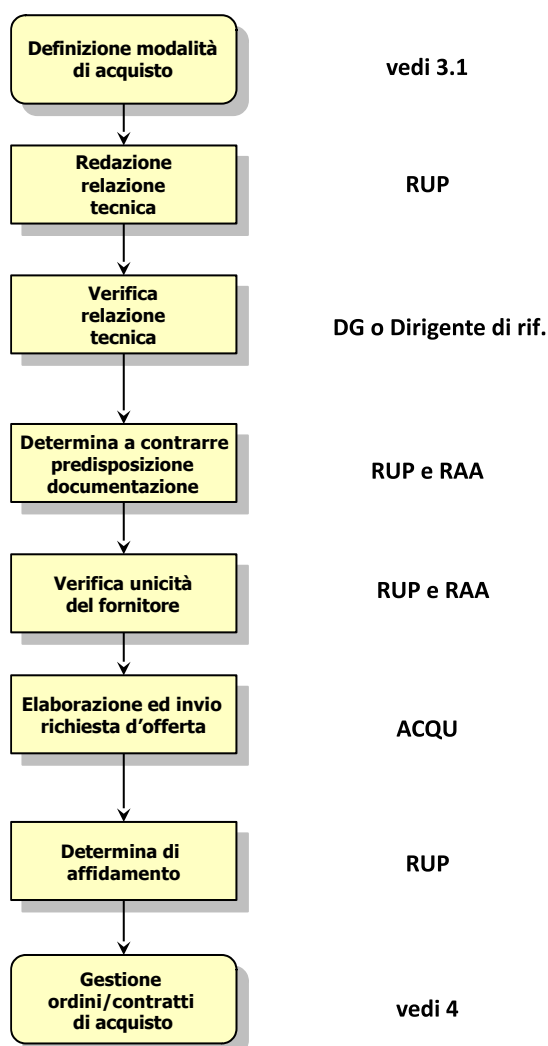 Definizione modalità
di acquisto
vedi 3.1
Redazione
relazione
tecnica
RUP
Verifica
relazione
tecnica
DG o Dirigente di rif.
Determina a contrarre
predisposizione
documentazione
RUP e RAA
Verifica unicità
del fornitore
RUP e RAA
Elaborazione ed invio
richiesta d’offerta
ACQU
Determina di
affidamento
RUP
Gestione
ordini/contratti
di acquisto
vedi 4